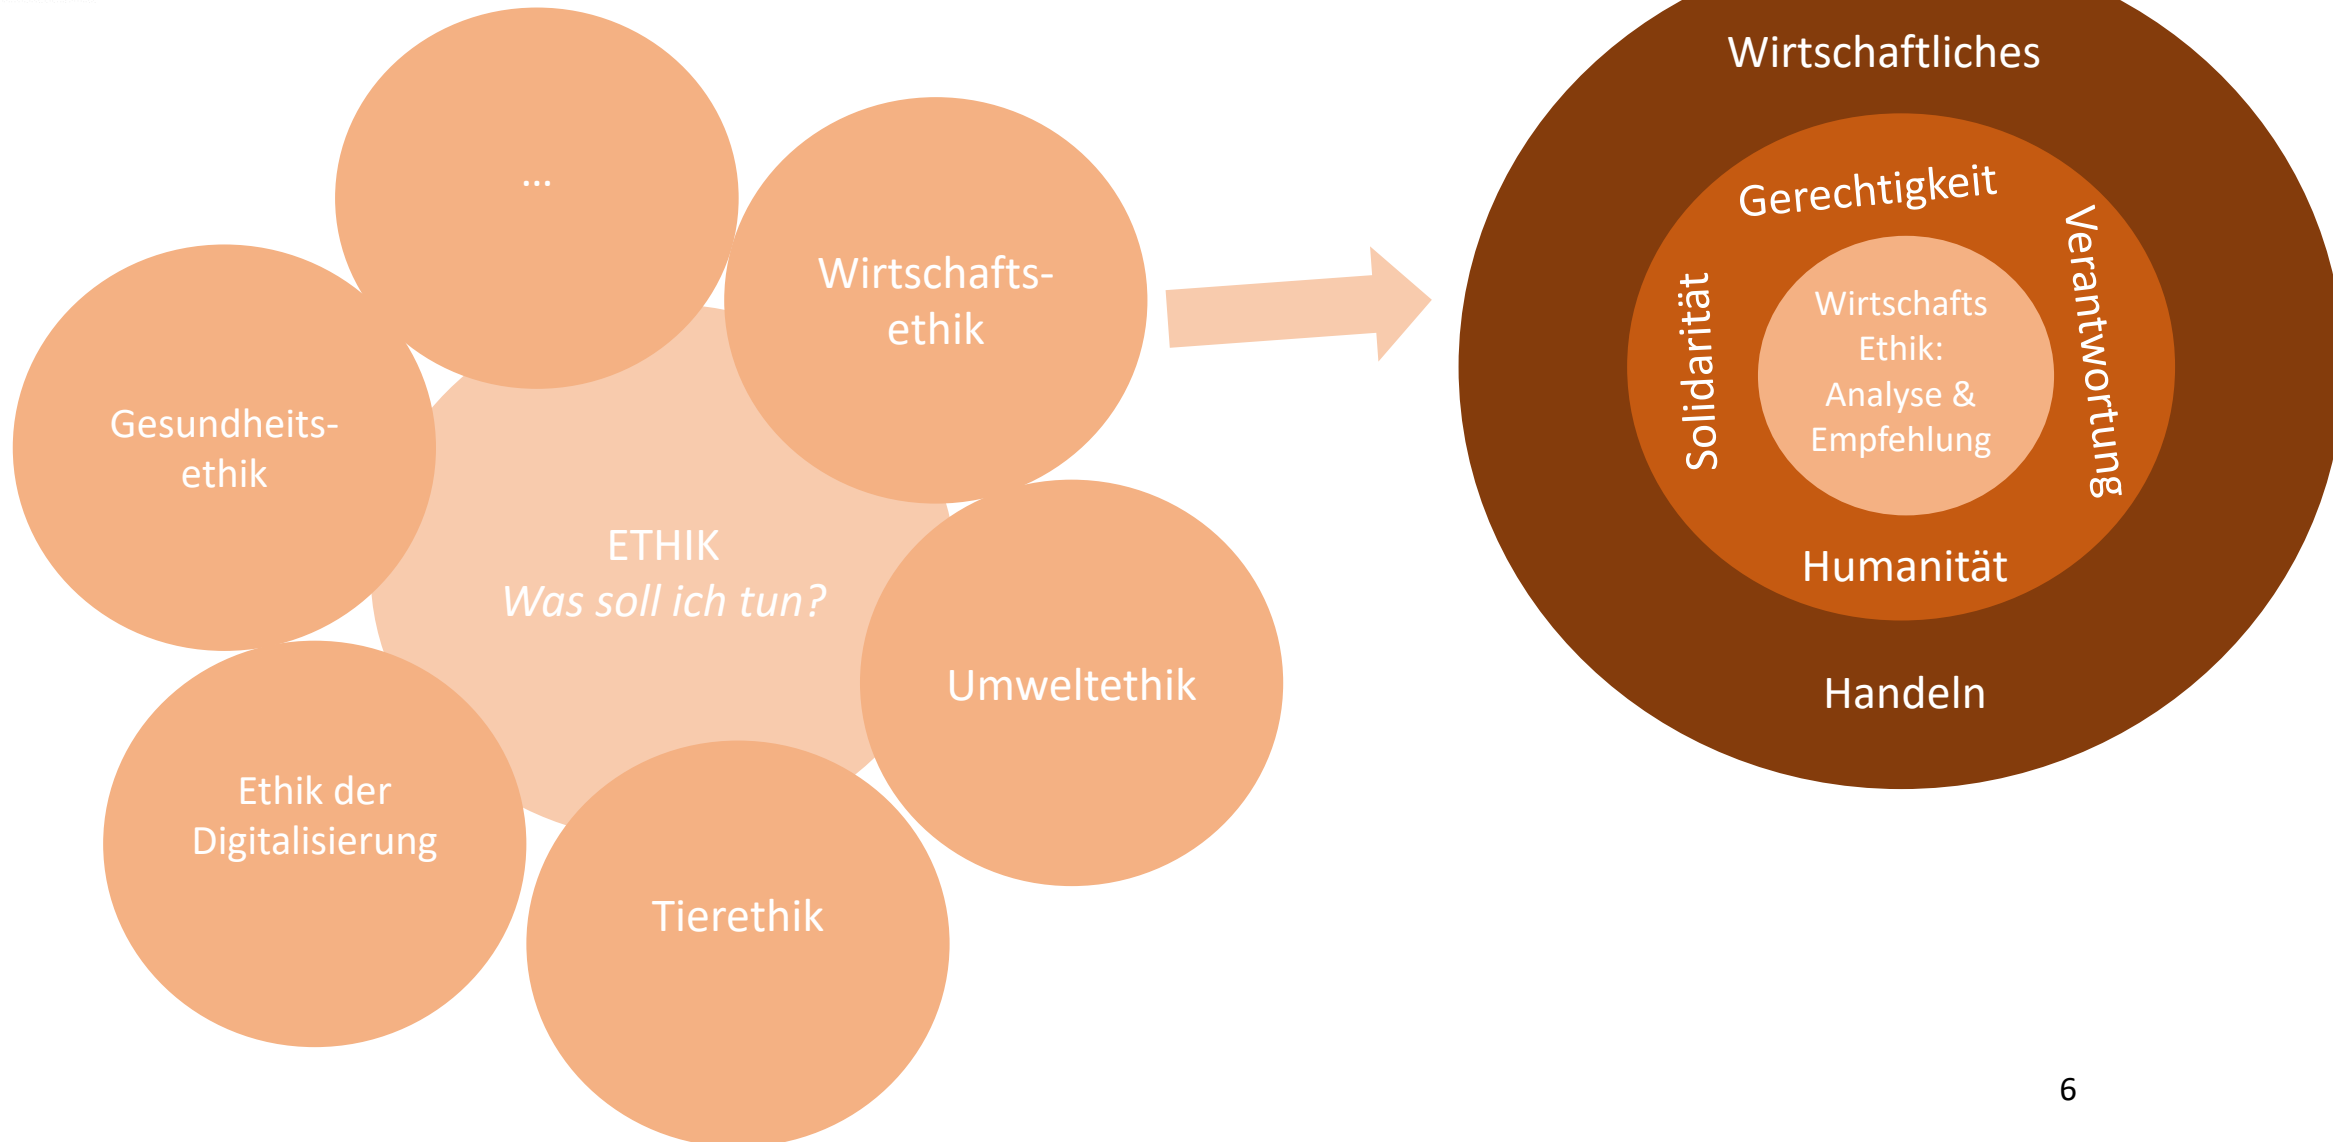 …
Wirtschafts-
ethik
Gesundheits-
ethik
ETHIK
Was soll ich tun?
Umweltethik
Ethik der
Digitalisierung
Tierethik
Wirtschaftliches
Gerechtigkeit
Solidarität
Verantwortung
Wirtschafts
Ethik:
Analyse &
Empfehlung
Humanität
Handeln
6